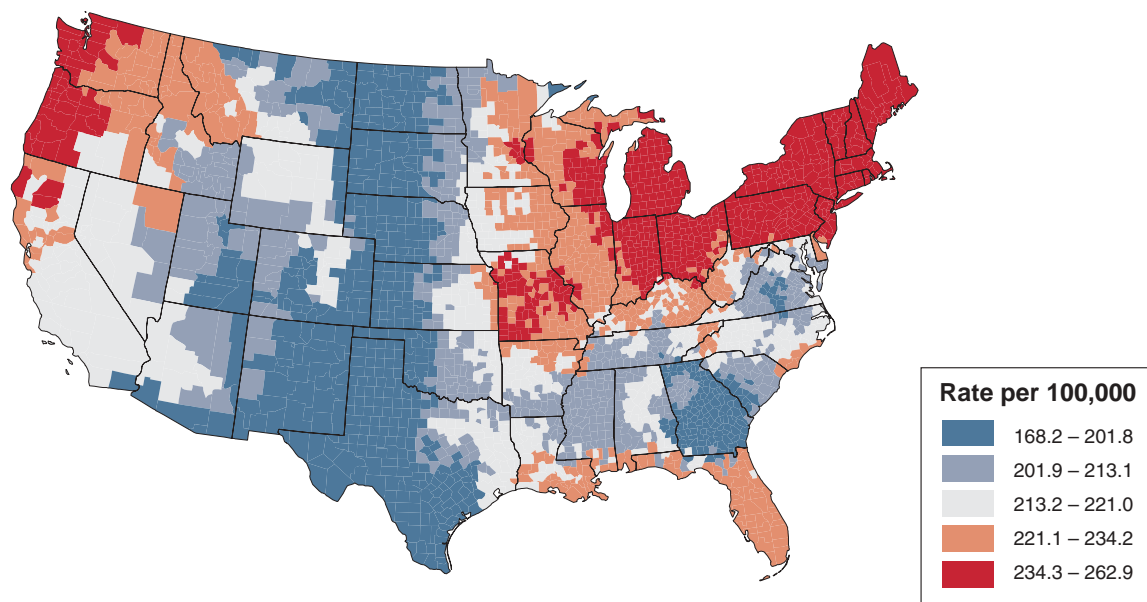 Rate per 100,000
168.2 – 201.8
201.9 – 213.1
213.2 – 221.0
221.1 – 234.2
234.3 – 262.9